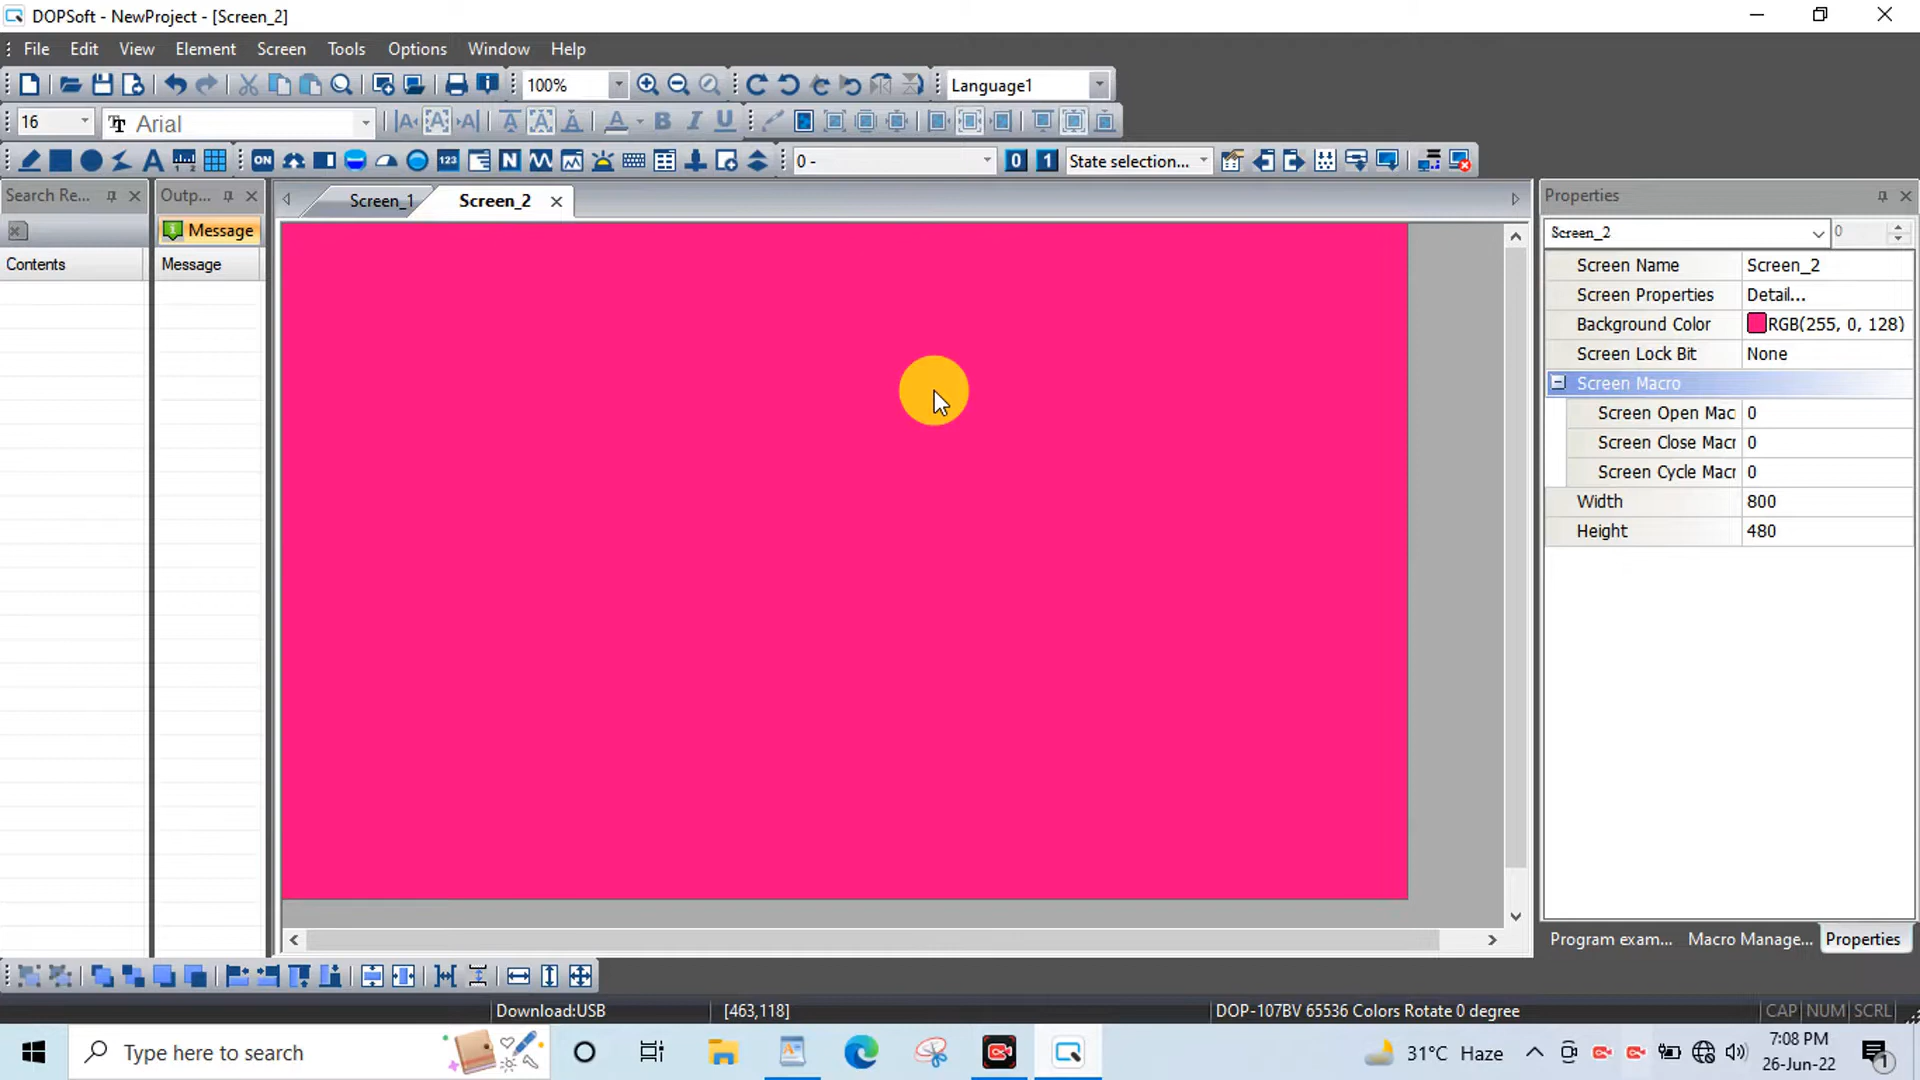 DOPSoft - NewProject - [Screen_2]
File Edit View Element Screen Tools Options Window Help
100% Language1
16 Arial
0 - 0 1 State selection...
Search Re... Outp... Screen_1 Screen_2 Properties
Message Screen_2 0
Contents Message Screen Name Screen_2
Screen Properties Detail...
Background Color RGB(255, 0, 128)
Screen Lock Bit None
Screen Macro
Screen Open Mac 0
Screen Close Macr 0
Screen Cycle Macr 0
Width 800
Height 480
Program exam... Macro Manage... Properties
Download:USB [463,118] DOP-107BV 65536 Colors Rotate 0 degree CAP NUM SCRL
Type here to search 31°C Haze 7:08 PM
26-Jun-22 1